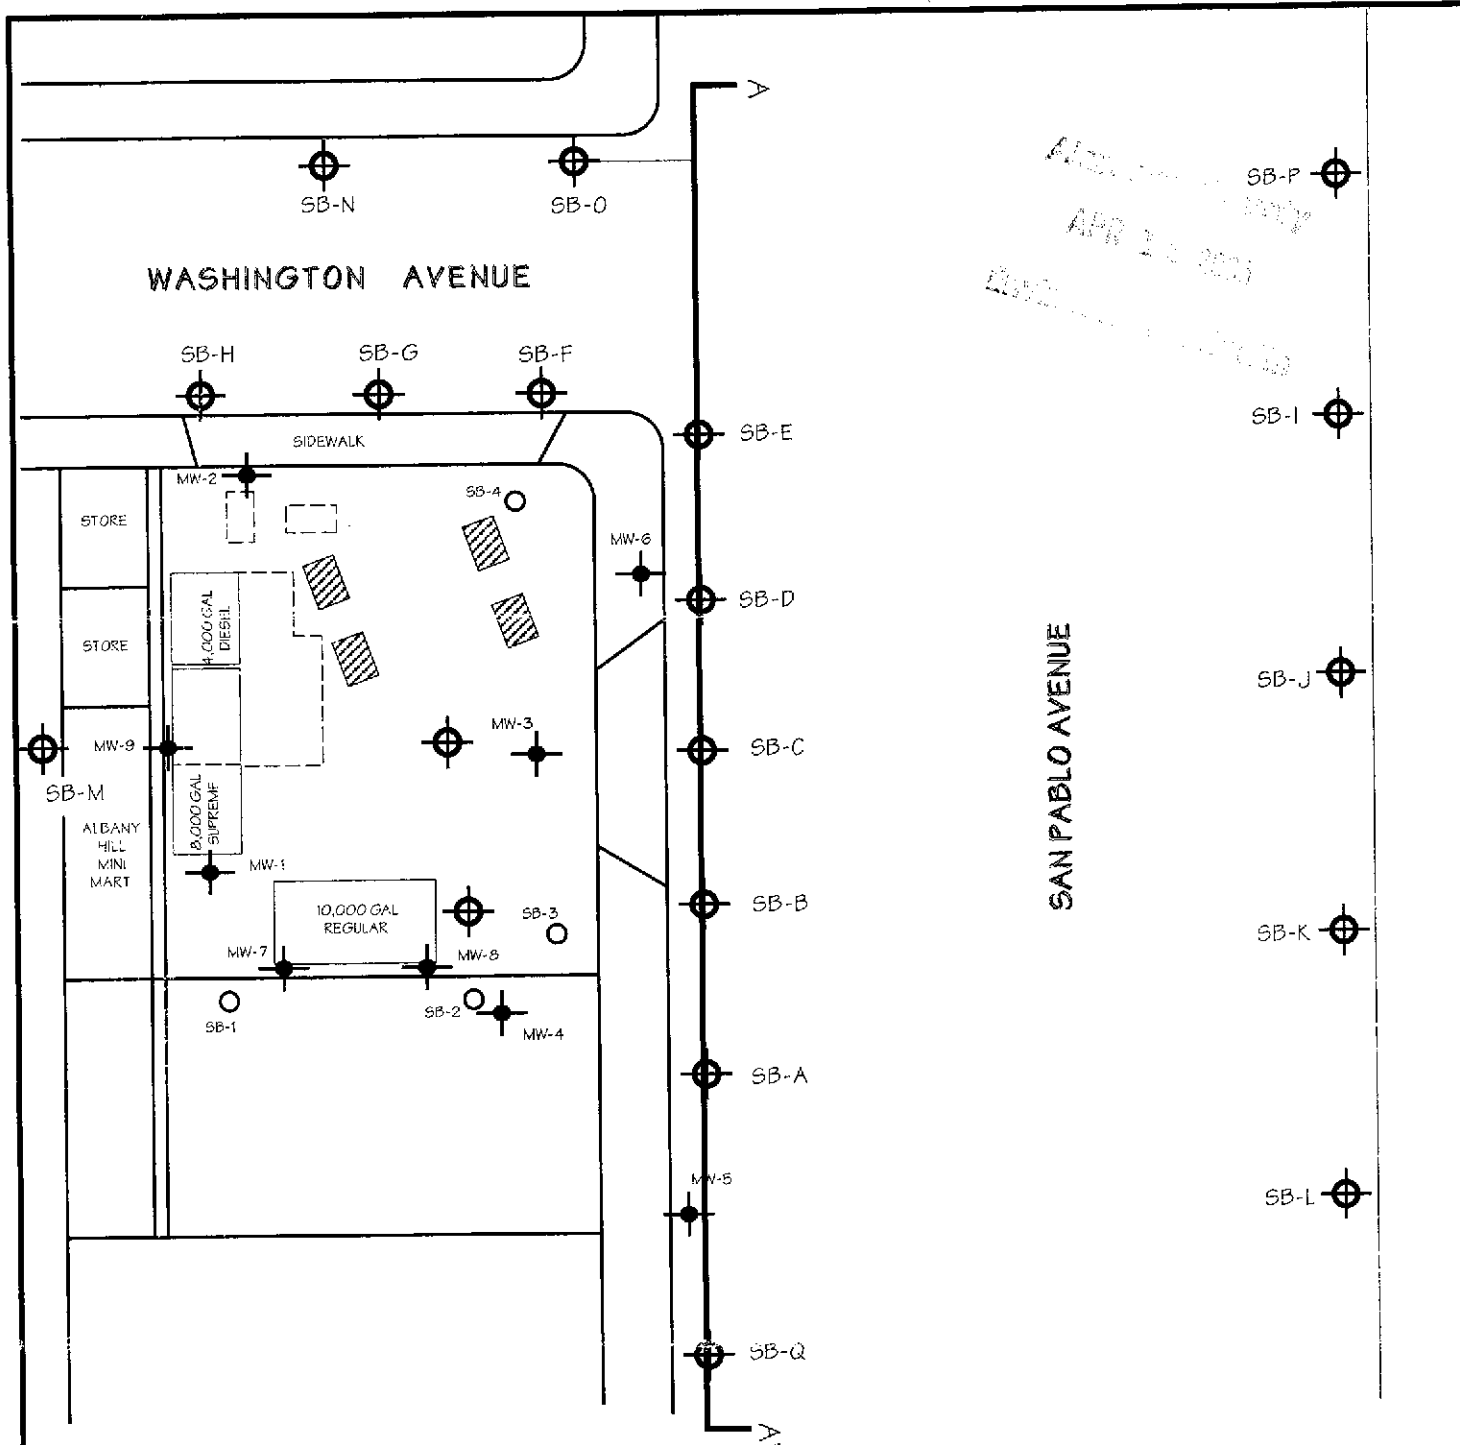 A
SB-P
SB-N
SB-O
APR
WASHINGTON AVENUE
SB-H
SB-G
SB-F
SB-I
SB-E
SIDEWALK
MW-2
SB-4
STORE
MW-6
SB-D
4,000 GAL
DIESEL
STORE
SAN PABLO AVENUE
SB-J
MW-3
MW-9
SB-C
SB-M
8,000 GAL
SUPREME
ALBANY
HILL
MINI
MART
MW-1
10,000 GAL
REGULAR
SB-3
SB-B
SB-K
MW-7
MW-8
SB-1
SB-2
MW-4
SB-A
MW-5
SB-L
SB-Q
A'